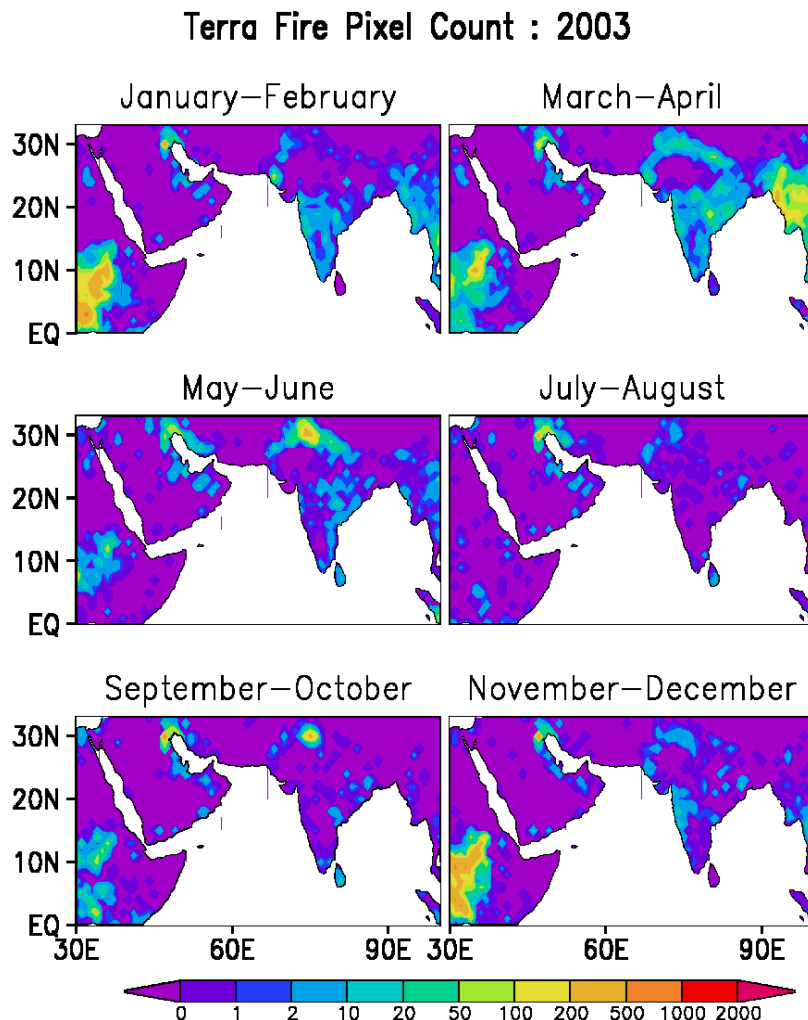 Terra Fire Pixel Count : 2003
January-February March-April
30N
20N
10N
EQ
May-June July-August
30N
20N
10N
EQ
September-October November-December
30N
20N
10N
EQ
30E 60E 90E 30E 60E 90E
0 1 2 10 20 50 100 200 500 1000 2000